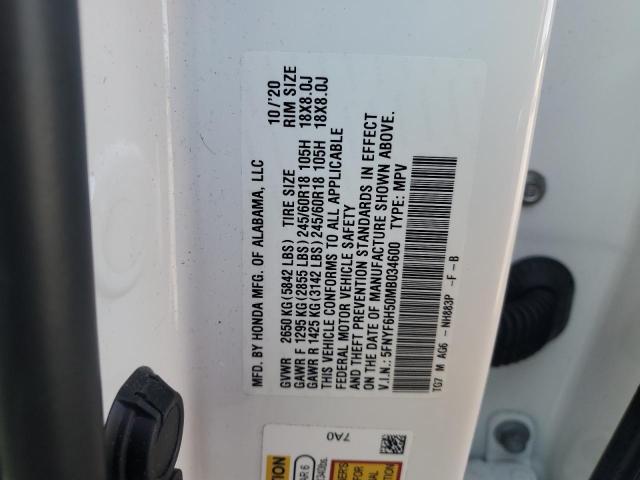 MFD. BY HONDA MFG. OF ALABAMA, LLC 10/'20
GVWR 2650 KG(5842 LBS) TIRE SIZE RIM SIZE
GAWR F 1295 KG(2855 LBS)245/60R18 105H 18X8.0J
GAWR R 1425 KG(3142 LBS)245/60R18 105H 18X8.0J
THIS VEHICLE CONFORMS TO ALL APPLICABLE
FEDERAL MOTOR VEHICLE SAFETY
AND THEFT PREVENTION STANDARDS IN EFFECT
ON THE DATE OF MANUFACTURE SHOWN ABOVE.
V.I.N.: 5FNYF6H50MB034600 TYPE: MPV
TG7 M AG6 -NH883P -F -B
7A0